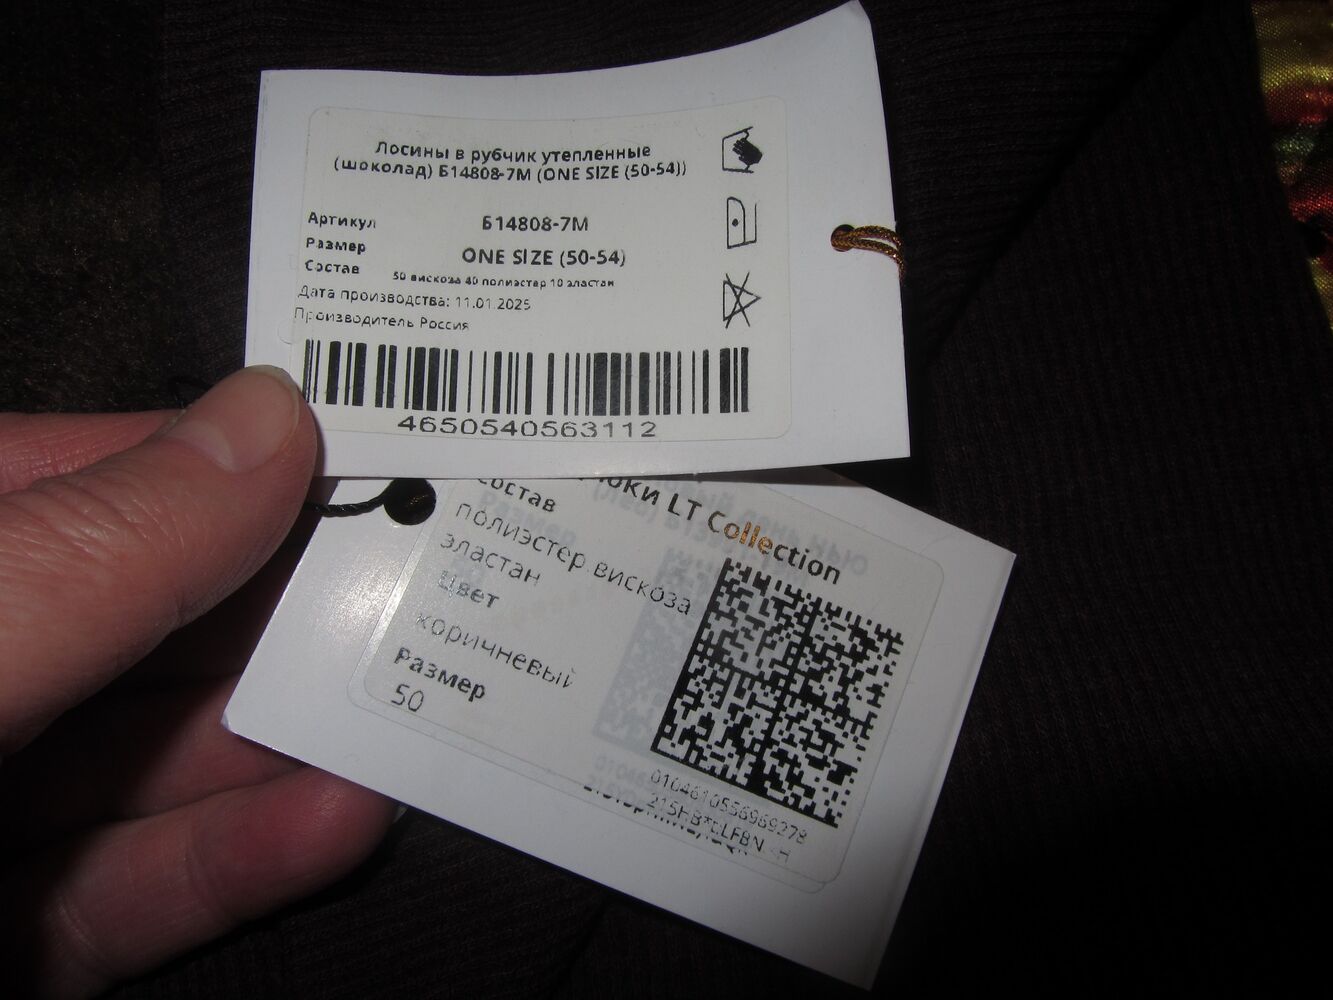 Лосины в рубчик утепленные
(шоколад) Б14808-7М (ONE SIZE (50-54))
Артикул Б14808-7М
Размер ONE SIZE (50-54)
Состав 50 вискоза 40 полиэстер 10 эластан
Дата производства: 11.01.2025
Производитель Россия
4650540563112
LT Collection
Состав
полиэстер вискоза
эластан
Цвет
коричневый
Размер
50
0104610556969278